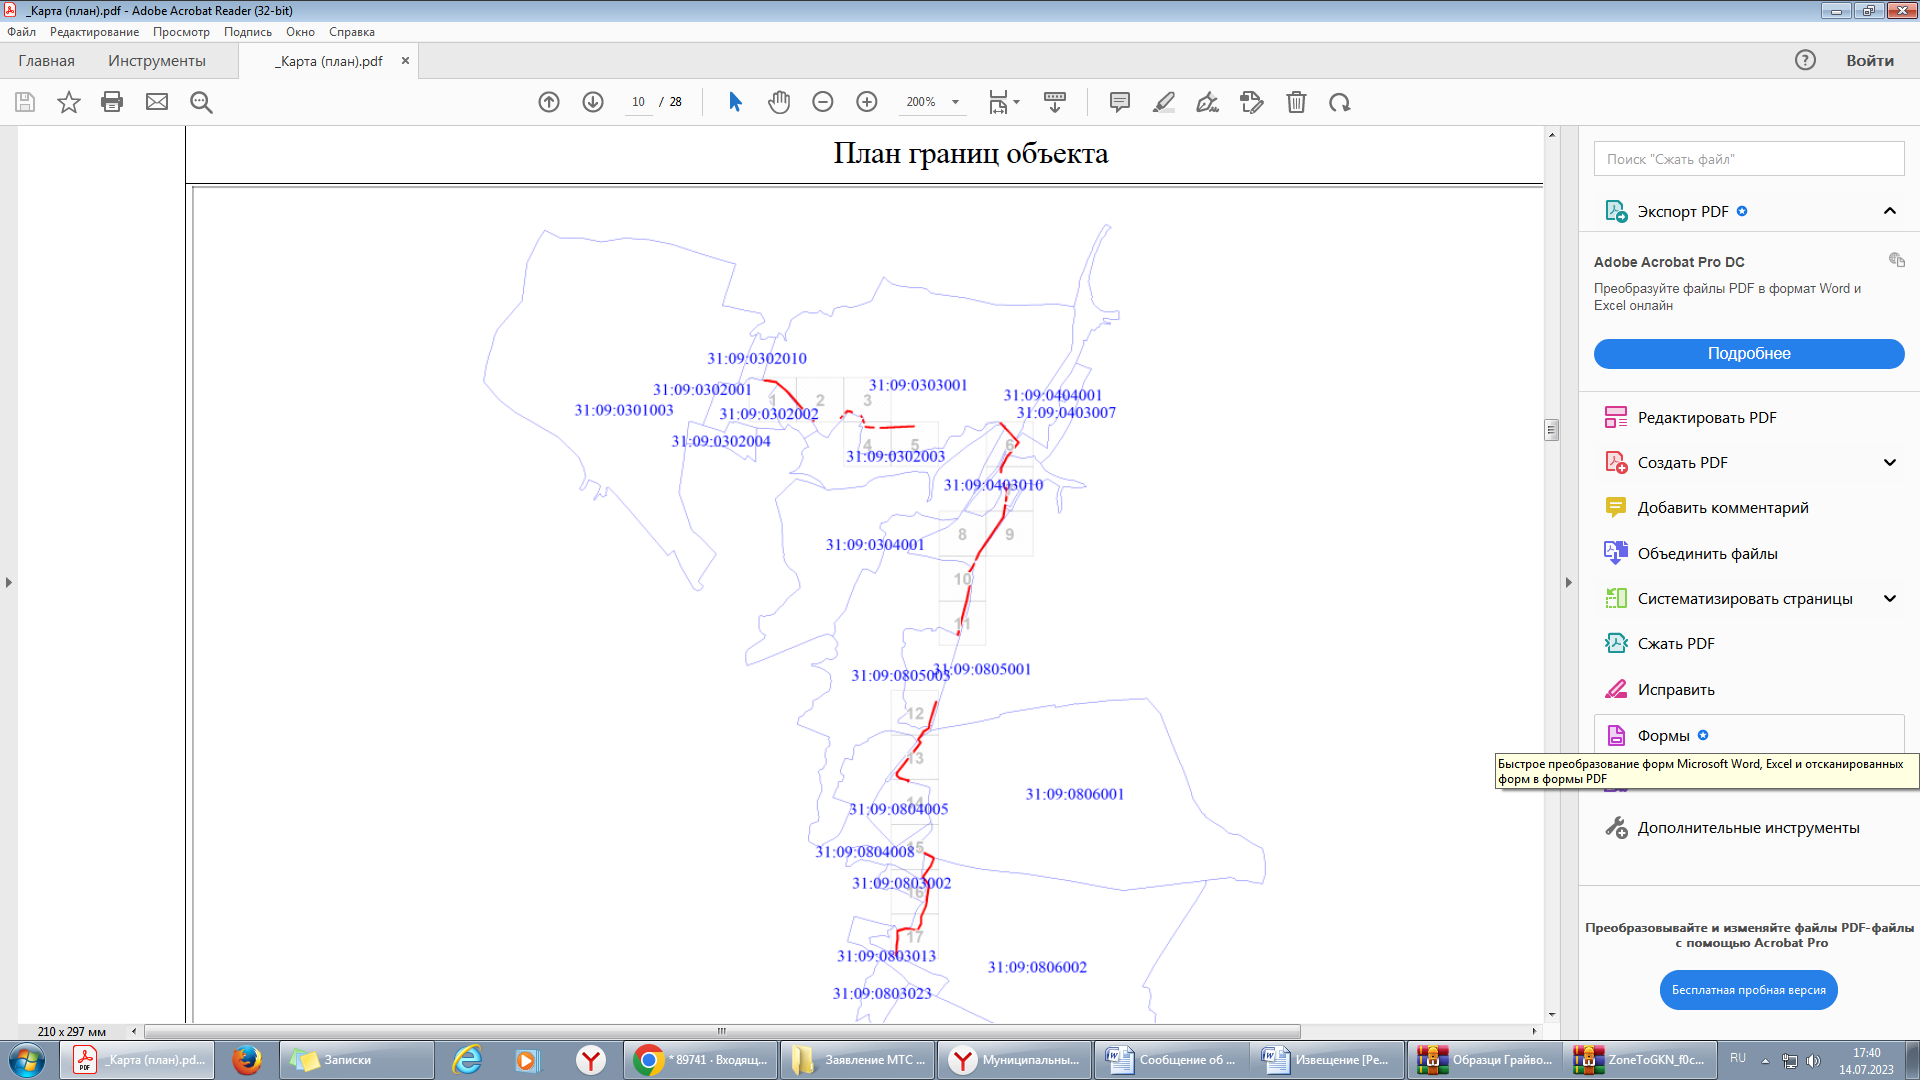 _Карта (план).pdf - Adobe Acrobat Reader (32-bit)
Файл Редактирование Просмотр Подпись Окно Справка
Главная Инструменты _Карта (план).pdf × Войти
10 / 28 200%
План границ объекта
31:09:0302010
31:09:0302001
31:09:0303001
31:09:0301003
31:09:0302002
1 2 3
31:09:0404001
31:09:0403007
31:09:0302004
4 5 6
31:09:0302003
31:09:0403010
8 9
31:09:0304001
10
11
31:09:0805003
31:09:0805001
12
13
31:09:0806001
14
31:09:0804005
15
31:09:0804008
31:09:0803002
16
17
31:09:0803013
31:09:0806002
31:09:0803023
210 x 297 мм
Поиск "Сжать файл"
Экспорт PDF
Adobe Acrobat Pro DC
Преобразуйте файлы PDF в формат Word и
Excel онлайн
Подробнее
Редактировать PDF
Создать PDF
Добавить комментарий
Объединить файлы
Систематизировать страницы
Сжать PDF
Исправить
Формы
Быстрое преобразование форм Microsoft Word, Excel и отсканированных
форм в формы PDF
Дополнительные инструменты
Преобразовывайте и изменяйте файлы PDF-файлы
с помощью Acrobat Pro
Бесплатная пробная версия
_Карта (план).pd...
Записки
* 89741 · Входящ...
Заявление МТС ...
Муниципальны...
Сообщение об ...
Извещение [Ре...
Образци Грайво...
ZoneToGKN_f0c...
RU
17:40
14.07.2023